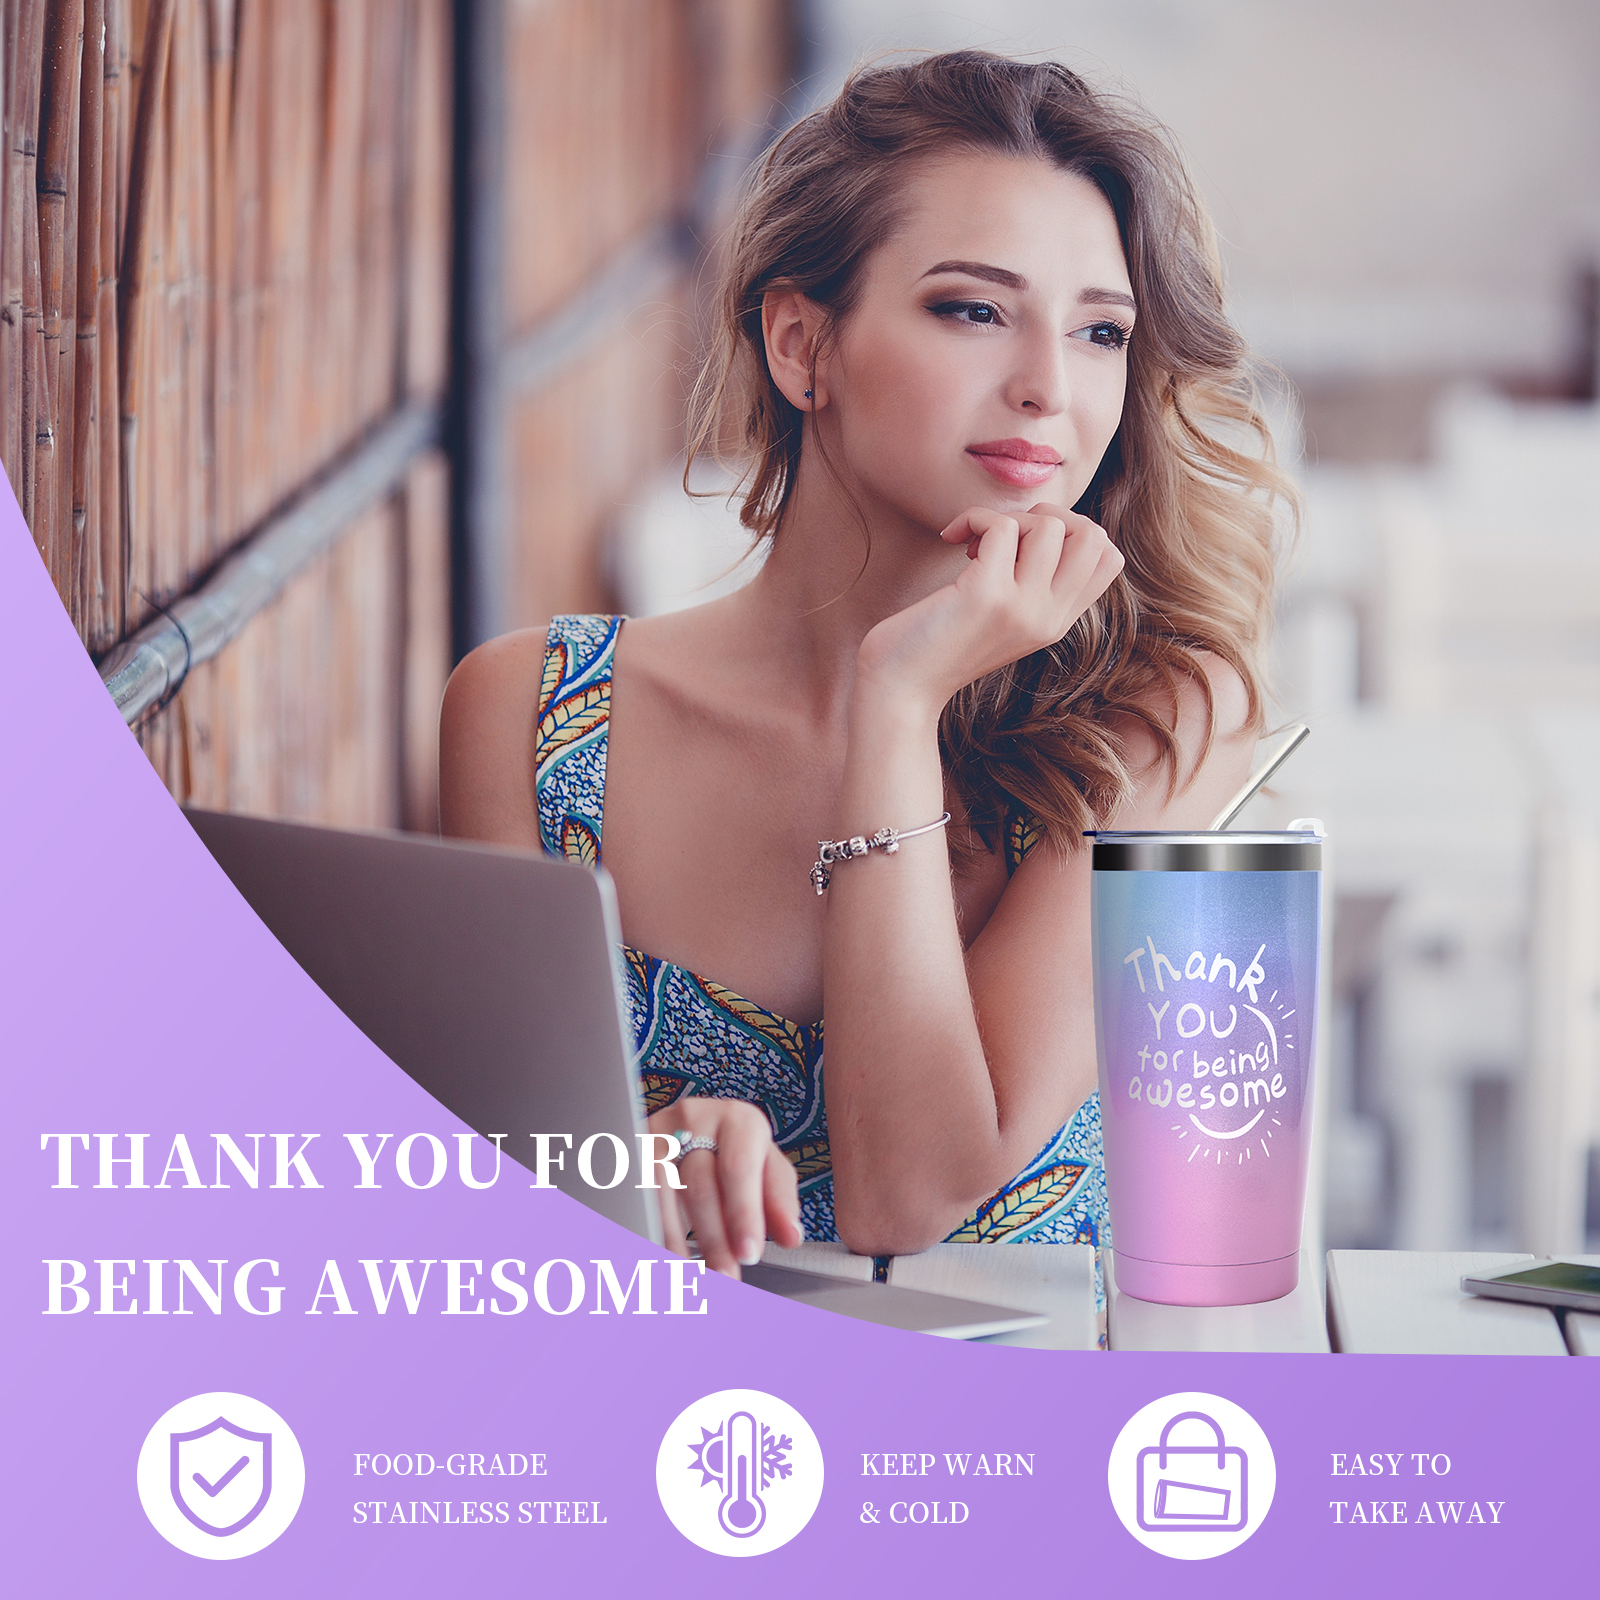 Thank
YOU
for being
awesome
THANK YOU FOR
BEING AWESOME
FOOD-GRADE
STAINLESS STEEL
KEEP WARN
& COLD
EASY TO
TAKE AWAY